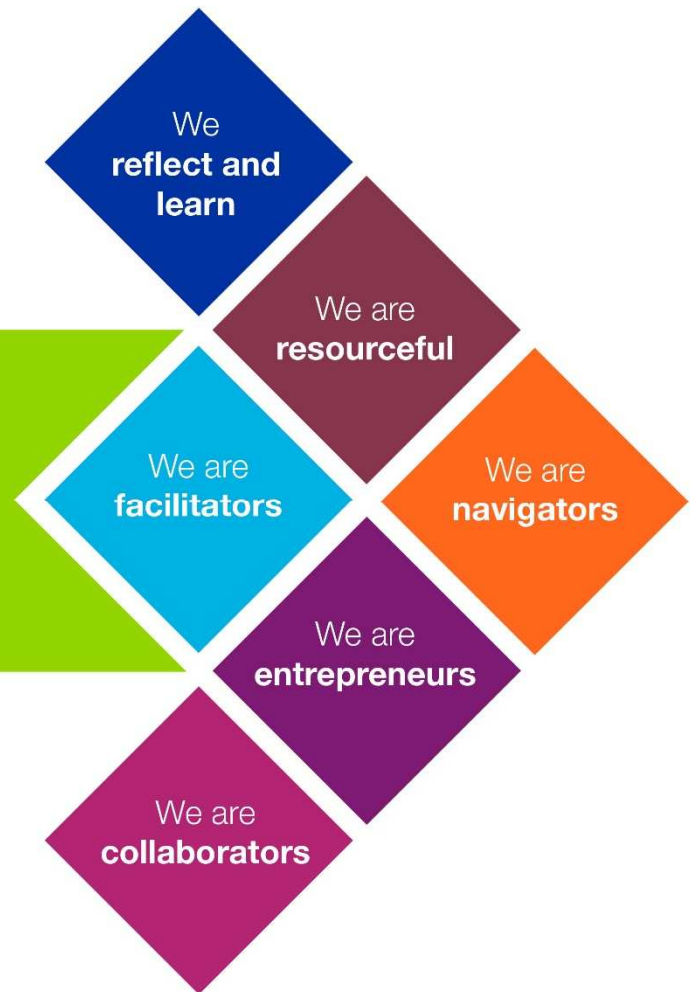 We
reflect and
learn
We are
resourceful
We are
facilitators
We are
navigators
We are
entrepreneurs
We are
collaborators